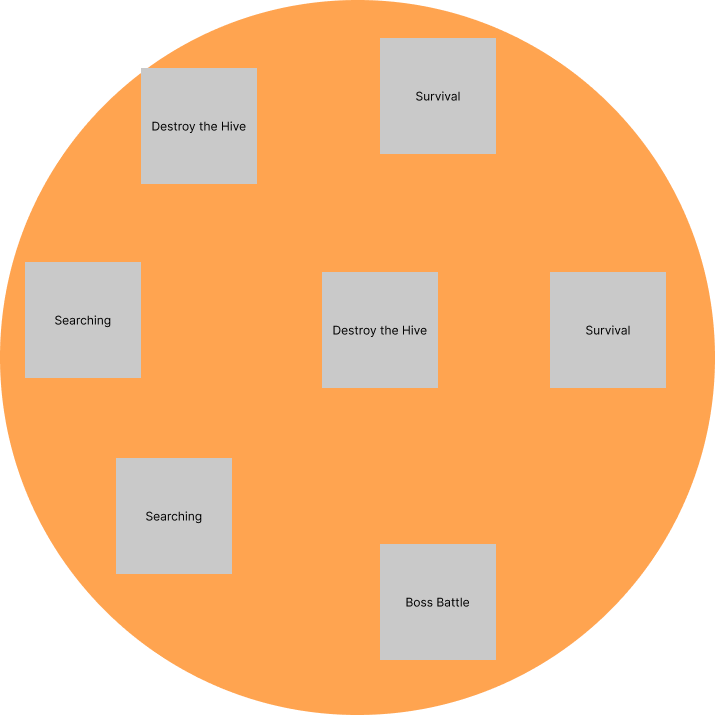 Survival
Destroy the Hive
Searching
Destroy the Hive
Survival
Searching
Boss Battle